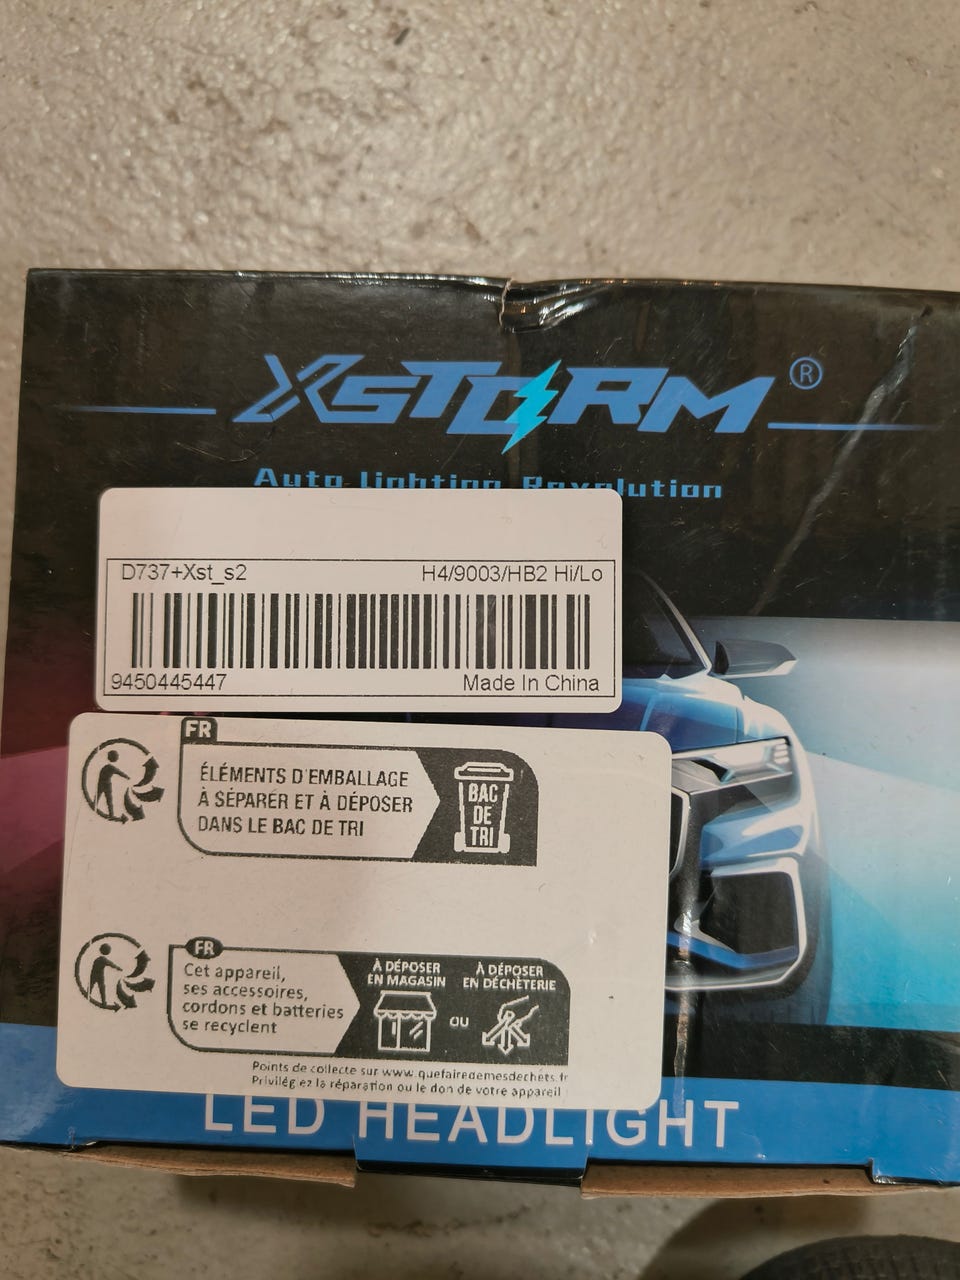 XSTORM®
Auto Lighting Revolution
D737+Xst_s2 H4/9003/HB2 Hi/Lo
9450445447 Made In China
FR
ÉLÉMENTS D'EMBALLAGE
À SÉPARER ET À DÉPOSER
DANS LE BAC DE TRI
BAC
DE
TRI
FR
Cet appareil,
ses accessoires,
cordons et batteries
se recyclent
À DÉPOSER
EN MAGASIN
OU
À DÉPOSER
EN DÉCHÈTERIE
Points de collecte sur www.quefairedemesdechets.fr
Privilégiez la réparation ou le don de votre appareil
LED HEADLIGHT